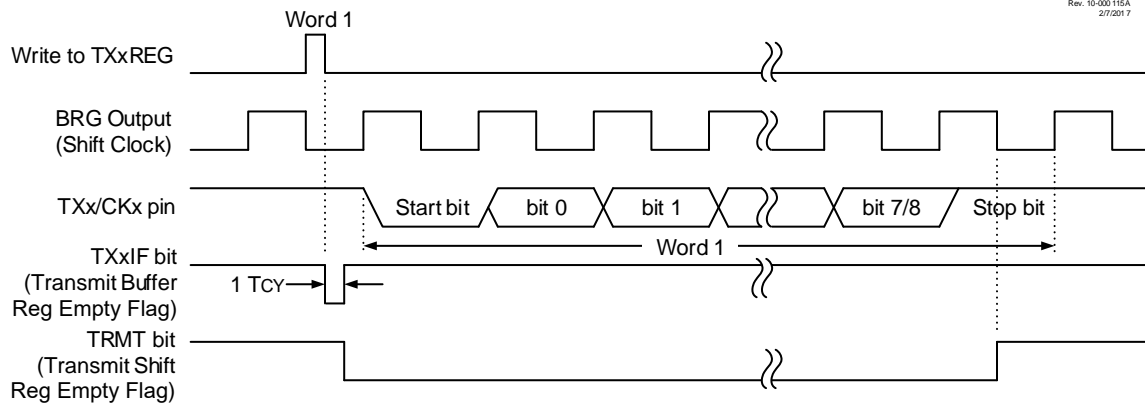 Rev. 10-000 115A
2/7/201 7
Word 1
Write to TXxREG
BRG Output
(Shift Clock)
TXx/CKx pin
Start bit
bit 0
bit 1
bit 7/8
Stop bit
Word 1
TXxIF bit
(Transmit Buffer
Reg Empty Flag)
1 TCY
TRMT bit
(Transmit Shift
Reg Empty Flag)